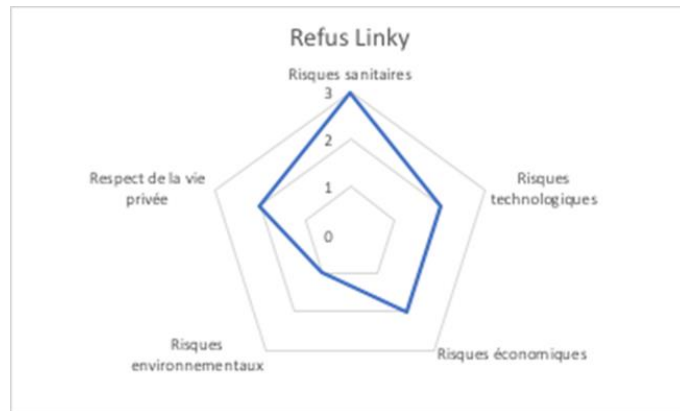 Refus Linky
Risques sanitaires
3
2
1
0
Respect de la vie
privée
Risques
technologiques
Risques
environnementaux
Risques économiques